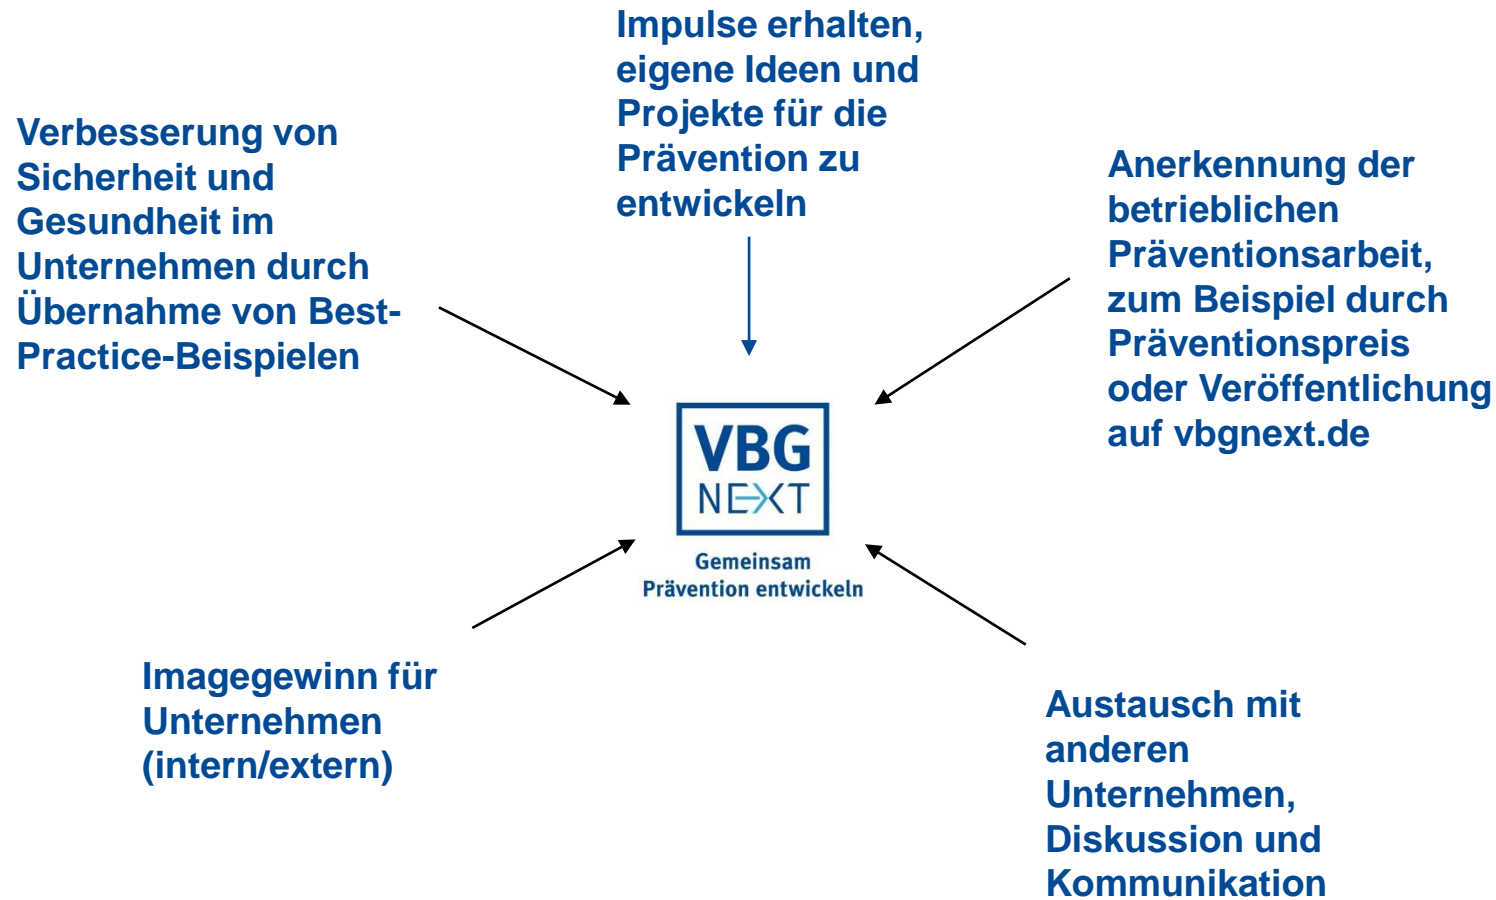 Impulse erhalten,
eigene Ideen und
Projekte für die
Prävention zu
entwickeln
Verbesserung von
Sicherheit und
Gesundheit im
Unternehmen durch
Übernahme von Best-
Practice-Beispielen
Anerkennung der
betrieblichen
Präventionsarbeit,
zum Beispiel durch
Präventionspreis
oder Veröffentlichung
auf vbgnext.de
VBG
NEXT
Gemeinsam
Prävention entwickeln
Imagegewinn für
Unternehmen
(intern/extern)
Austausch mit
anderen
Unternehmen,
Diskussion und
Kommunikation